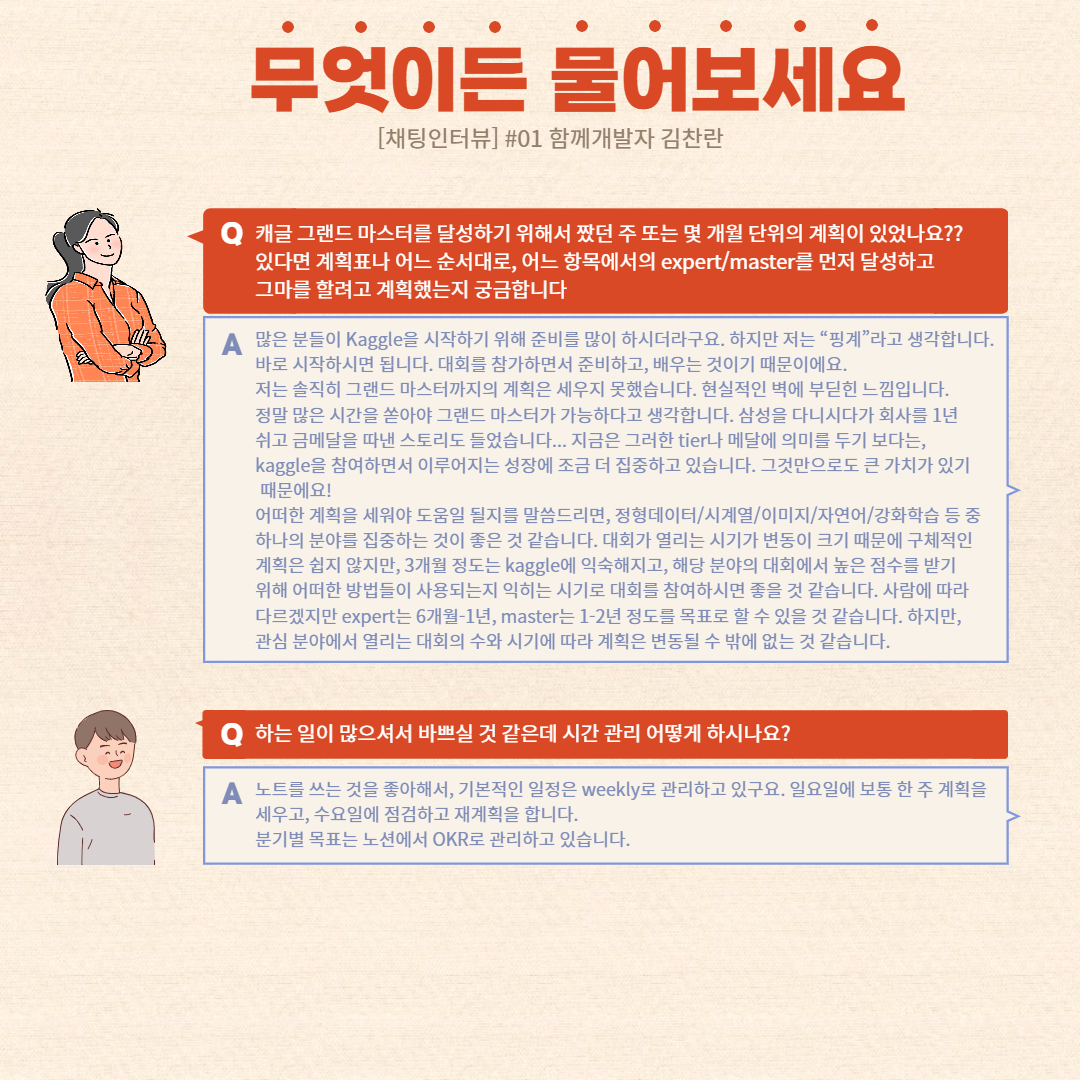 무엇이든 물어보세요
[채팅인터뷰] #01 함께개발자 김찬란
Q 캐글 그랜드 마스터를 달성하기 위해서 짰던 주 또는 몇 개월 단위의 계획이 있었나요??
있다면 계획표나 어느 순서대로, 어느 항목에서의 expert/master를 먼저 달성하고
그마를 할려고 계획했는지 궁금합니다
A 많은 분들이 Kaggle을 시작하기 위해 준비를 많이 하시더라구요. 하지만 저는 “핑계”라고 생각합니다.
바로 시작하시면 됩니다. 대회를 참가하면서 준비하고, 배우는 것이기 때문이에요.
저는 솔직히 그랜드 마스터까지의 계획은 세우지 못했습니다. 현실적인 벽에 부딛힌 느낌입니다.
정말 많은 시간을 쏟아야 그랜드 마스터가 가능하다고 생각합니다. 삼성을 다니시다가 회사를 1년
쉬고 금메달을 따낸 스토리도 들었습니다... 지금은 그러한 tier나 메달에 의미를 두기 보다는,
kaggle을 참여하면서 이루어지는 성장에 조금 더 집중하고 있습니다. 그것만으로도 큰 가치가 있기
때문에요!
어떠한 계획을 세워야 도움일 될지를 말씀드리면, 정형데이터/시계열/이미지/자연어/강화학습 등 중
하나의 분야를 집중하는 것이 좋은 것 같습니다. 대회가 열리는 시기가 변동이 크기 때문에 구체적인
계획은 쉽지 않지만, 3개월 정도는 kaggle에 익숙해지고, 해당 분야의 대회에서 높은 점수를 받기
위해 어떠한 방법들이 사용되는지 익히는 시기로 대회를 참여하시면 좋을 것 같습니다. 사람에 따라
다르겠지만 expert는 6개월-1년, master는 1-2년 정도를 목표로 할 수 있을 것 같습니다. 하지만,
관심 분야에서 열리는 대회의 수와 시기에 따라 계획은 변동될 수 밖에 없는 것 같습니다.
Q 하는 일이 많으셔서 바쁘실 것 같은데 시간 관리 어떻게 하시나요?
A 노트를 쓰는 것을 좋아해서, 기본적인 일정은 weekly로 관리하고 있구요. 일요일에 보통 한 주 계획을
세우고, 수요일에 점검하고 재계획을 합니다.
분기별 목표는 노션에서 OKR로 관리하고 있습니다.